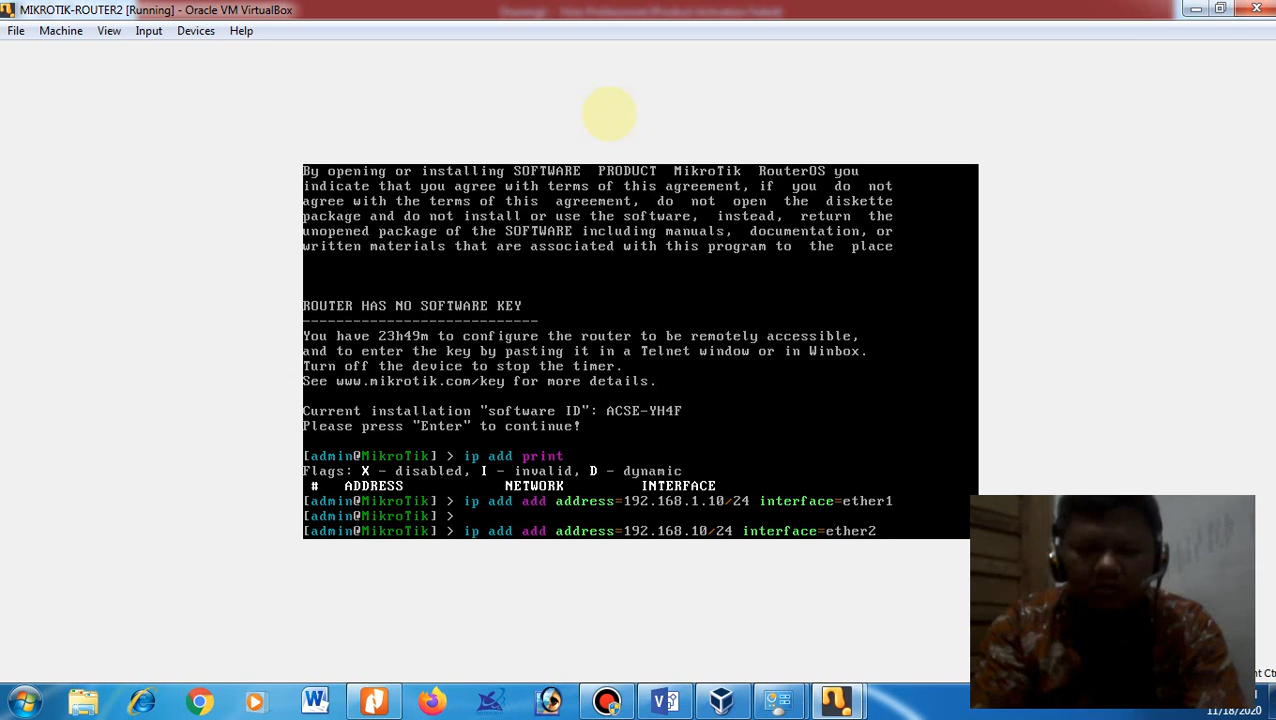 MIKROTIK-ROUTER2 [Running] - Oracle VM VirtualBox
File Machine View Input Devices Help
By opening or installing SOFTWARE PRODUCT MikroTik RouterOS you
indicate that you agree with terms of this agreement, if you do not
agree with the terms of this agreement, do not open the diskette
package and do not install or use the software, instead, return the
unopened package of the SOFTWARE including manuals, documentation, or
written materials that are associated with this program to the place
ROUTER HAS NO SOFTWARE KEY
----------------------------
You have 23h49m to configure the router to be remotely accessible,
and to enter the key by pasting it in a Telnet window or in Winbox.
Turn off the device to stop the timer.
See www.mikrotik.com/key for more details.
Current installation "software ID": ACSE-YH4F
Please press "Enter" to continue!
[admin@MikroTik] > ip add print
Flags: X - disabled, I - invalid, D - dynamic
# ADDRESS NETWORK INTERFACE
[admin@MikroTik] > ip add add address=192.168.1.10/24 interface=ether1
[admin@MikroTik] >
[admin@MikroTik] > ip add add address=192.168.10/24 interface=ether2
11/18/2020